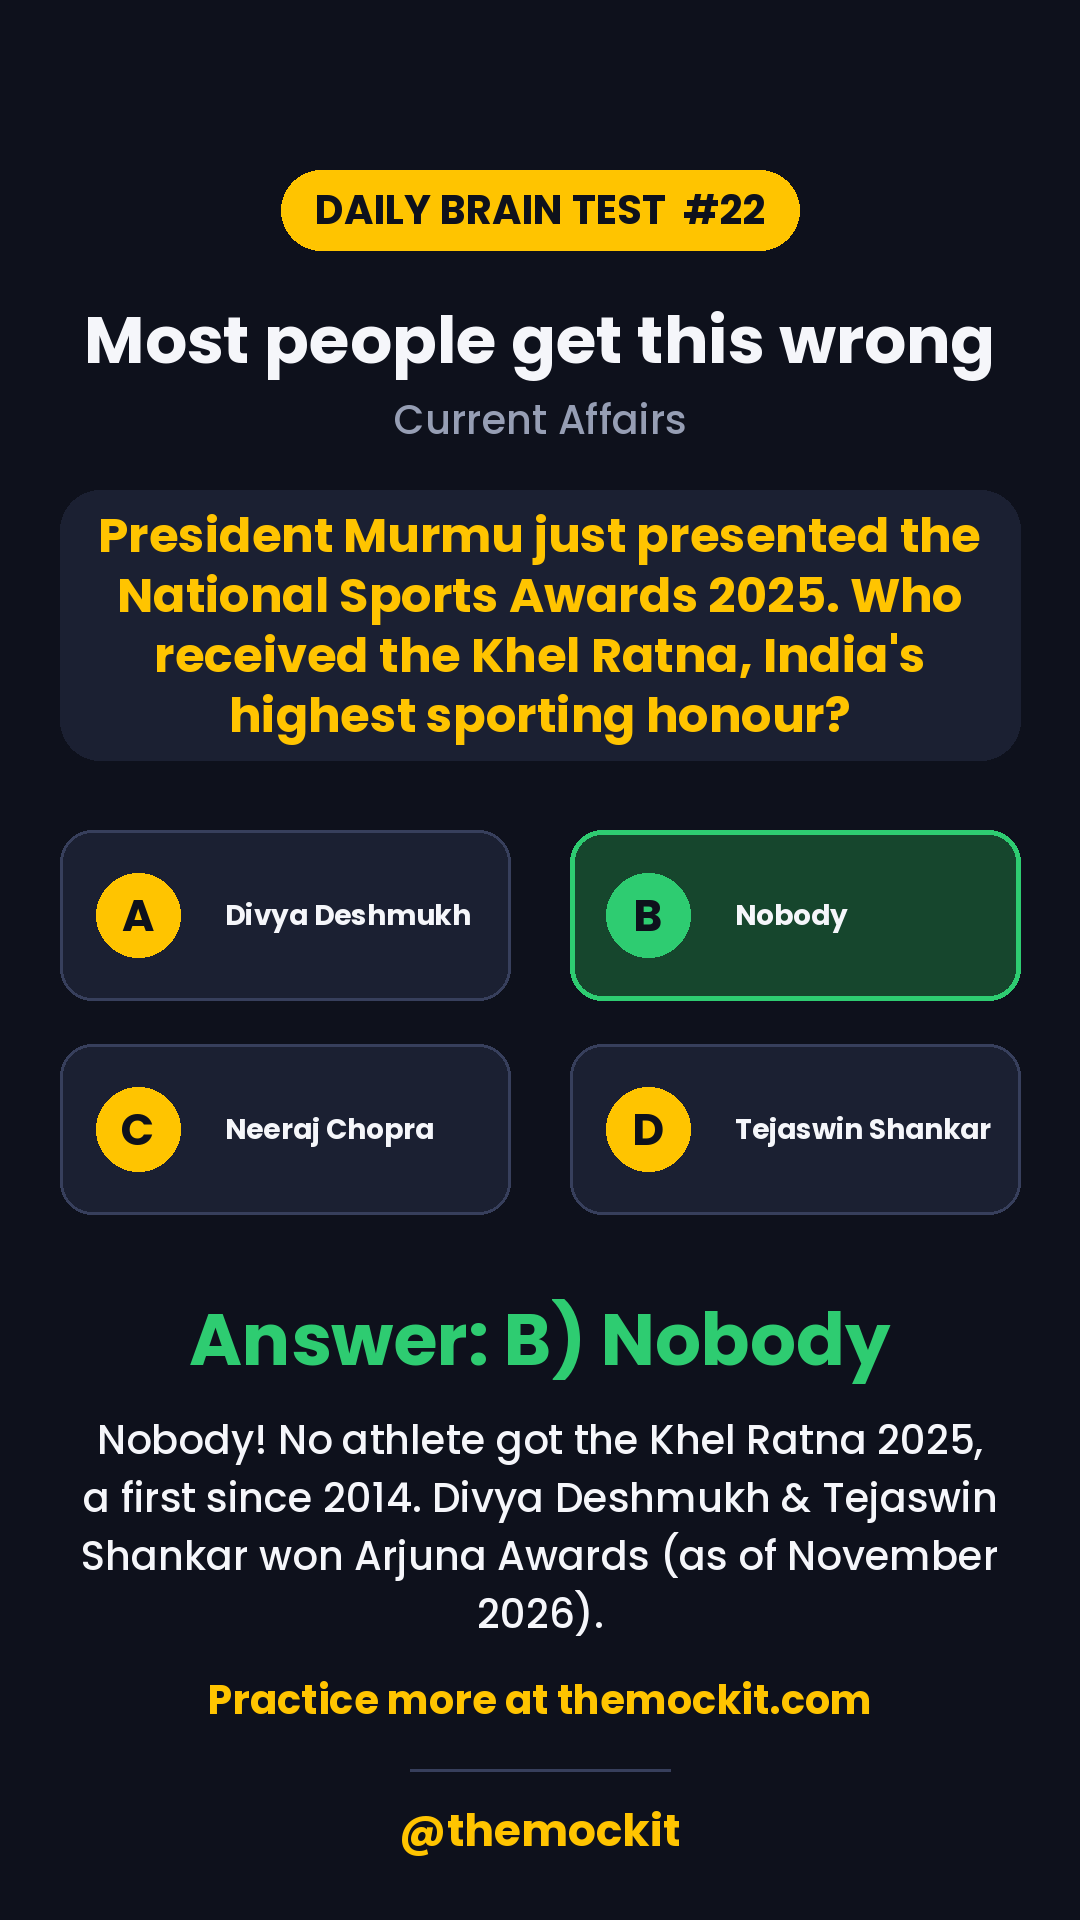 DAILY BRAIN TEST #22
Most people get this wrong
Current Affairs
President Murmu just presented the
National Sports Awards 2025. Who
received the Khel Ratna, India's
highest sporting honour?
A Divya Deshmukh
B Nobody
C Neeraj Chopra
D Tejaswin Shankar
Answer: B) Nobody
Nobody! No athlete got the Khel Ratna 2025,
a first since 2014. Divya Deshmukh & Tejaswin
Shankar won Arjuna Awards (as of November
2026).
Practice more at themockit.com
@themockit